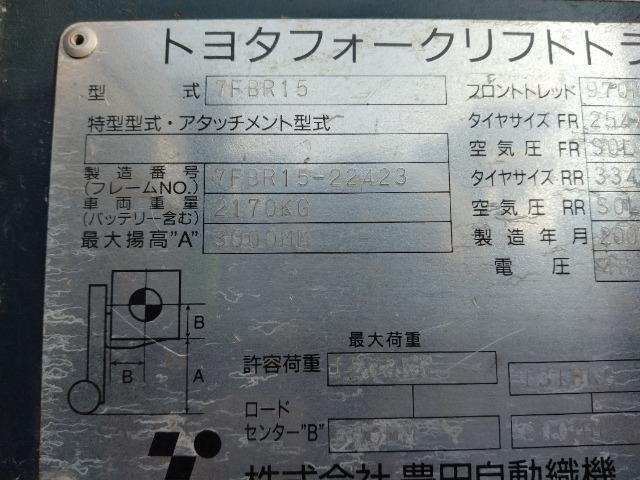 トヨタフォークリフトトラ
型 式 7FBR15
フロントトレッド 970M
特型型式・アタッチメント型式
タイヤサイズ FR 254
空気圧 FR SOL
製造番号
(フレームNO.) 7FBR15-22423
タイヤサイズ RR 334
車両重量
(バッテリー含む) 2170KG
空気圧 RR SOL
最大揚高"A" 3000MM
製造年月 200
電圧
B
B A
最大荷重
許容荷重
ロード
センター"B"
株式会社 豊田自動織機